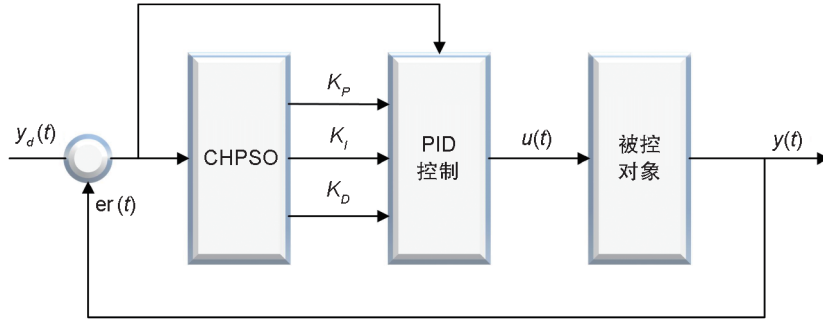 y_d(t)
er(t)
CHPSO
K_P
K_I
K_D
PID
控制
u(t)
被控
对象
y(t)